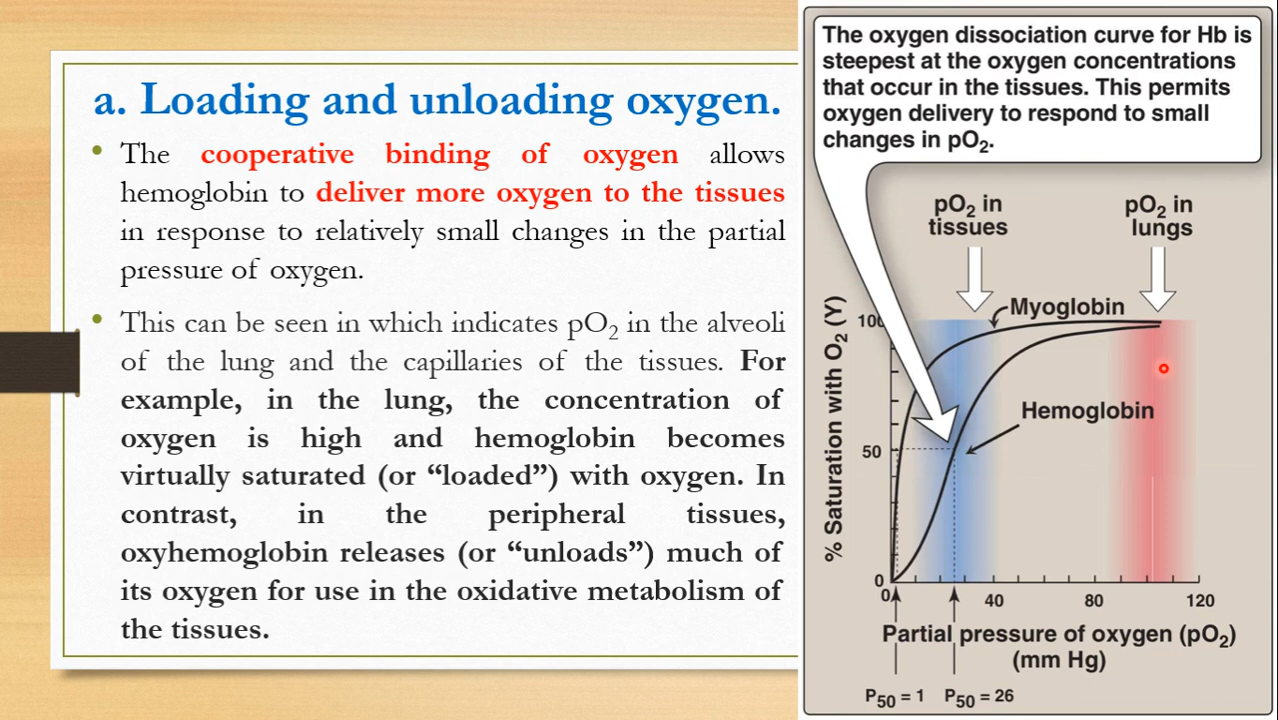 a. Loading and unloading oxygen.
• The cooperative binding of oxygen allows
hemoglobin to deliver more oxygen to the tissues
in response to relatively small changes in the partial
pressure of oxygen.
• This can be seen in which indicates pO₂ in the alveoli
of the lung and the capillaries of the tissues. For
example, in the lung, the concentration of
oxygen is high and hemoglobin becomes
virtually saturated (or “loaded”) with oxygen. In
contrast, in the peripheral tissues,
oxyhemoglobin releases (or “unloads”) much of
its oxygen for use in the oxidative metabolism of
the tissues.
The oxygen dissociation curve for Hb is
steepest at the oxygen concentrations
that occur in the tissues. This permits
oxygen delivery to respond to small
changes in pO₂.
pO₂ in
tissues
pO₂ in
lungs
Myoglobin
Hemoglobin
% Saturation with O₂ (Y)
100
50
0
0
40
80
120
Partial pressure of oxygen (pO₂)
(mm Hg)
P₅₀ = 1
P₅₀ = 26